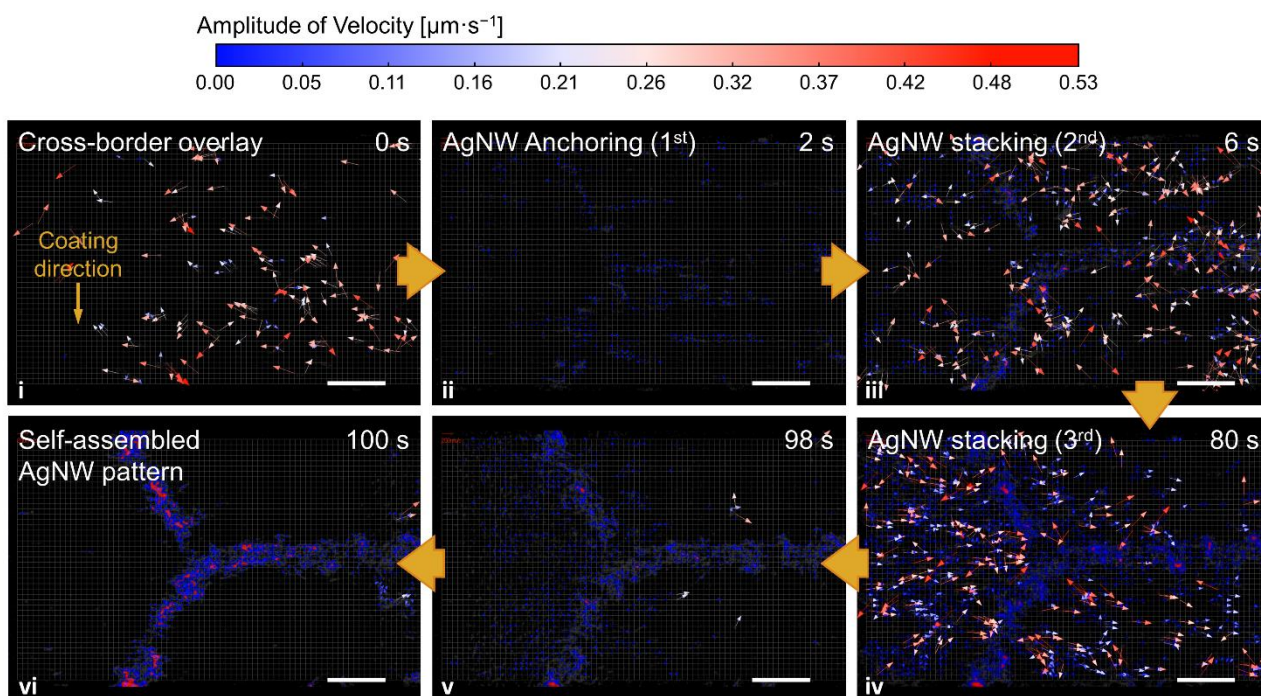 Amplitude of Velocity [µm·s⁻¹]
0.00 0.05 0.11 0.16 0.21 0.26 0.32 0.37 0.42 0.48 0.53
Cross-border overlay 0 s
Coating
direction
i
AgNW Anchoring (1st) 2 s
ii
AgNW stacking (2nd) 6 s
iii
AgNW stacking (3rd) 80 s
iv
98 s
v
Self-assembled 100 s
AgNW pattern
vi